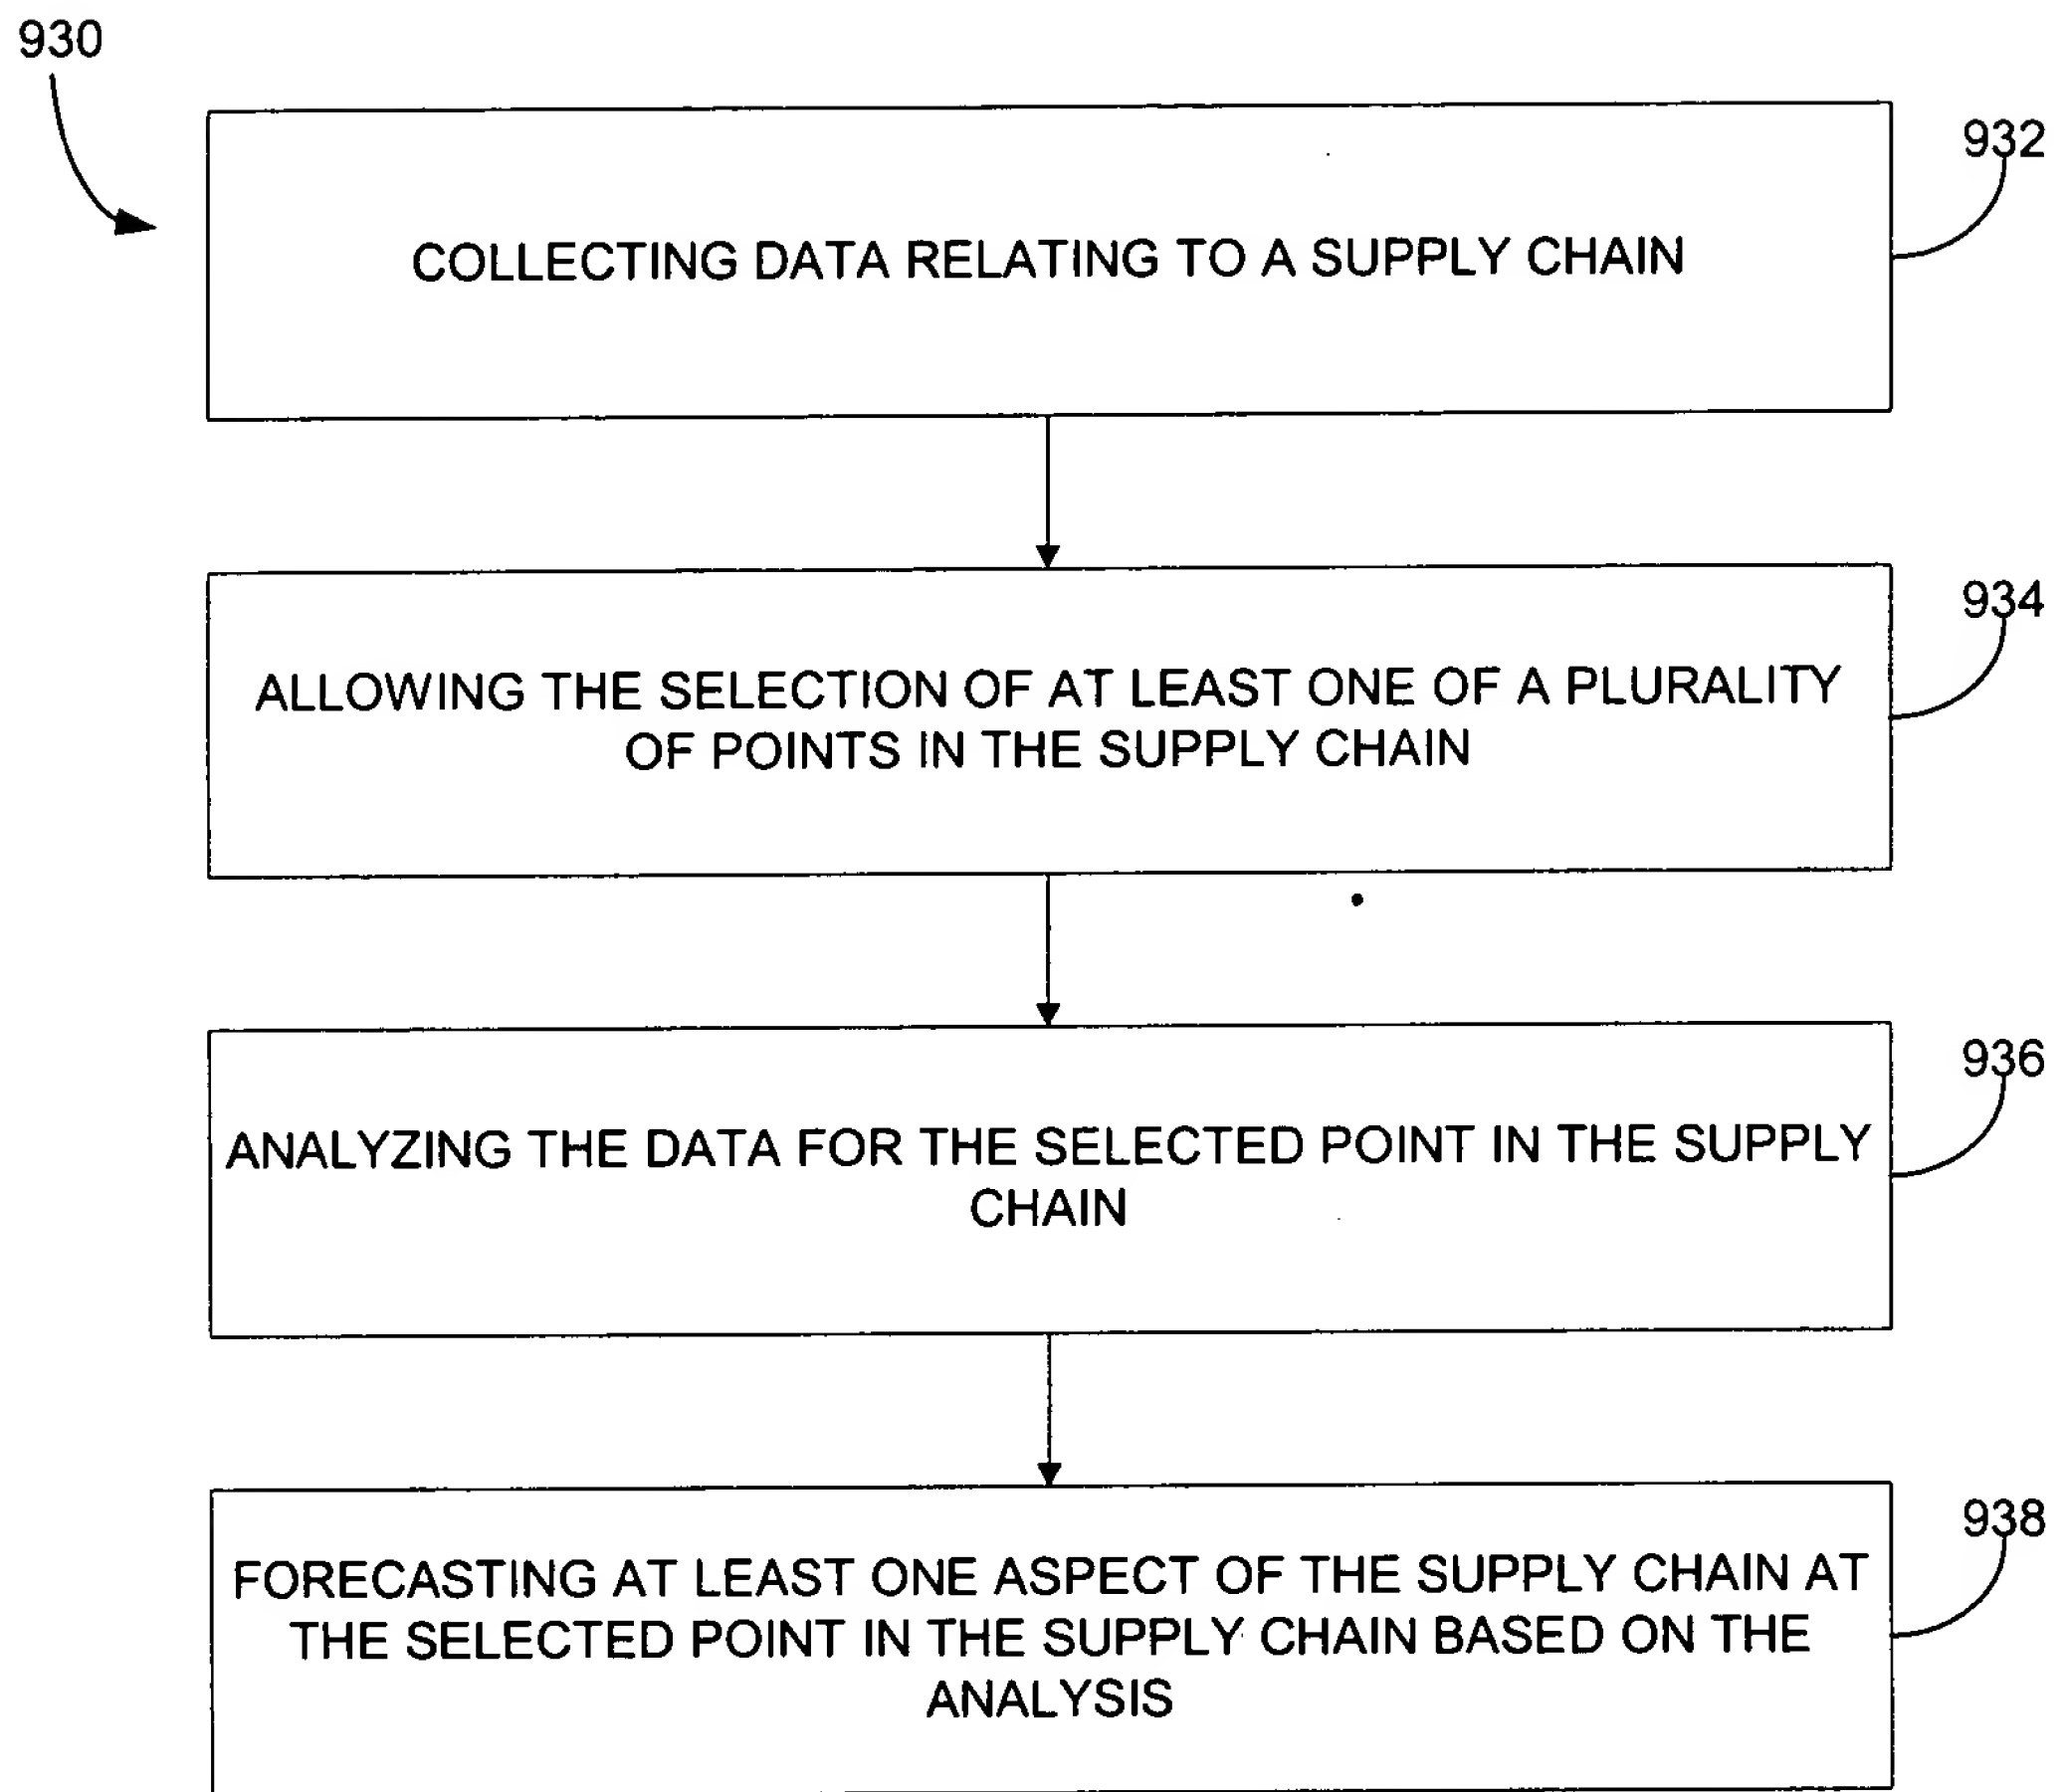 930
932
COLLECTING DATA RELATING TO A SUPPLY CHAIN
934
ALLOWING THE SELECTION OF AT LEAST ONE OF A PLURALITY
OF POINTS IN THE SUPPLY CHAIN
936
ANALYZING THE DATA FOR THE SELECTED POINT IN THE SUPPLY
CHAIN
938
FORECASTING AT LEAST ONE ASPECT OF THE SUPPLY CHAIN AT
THE SELECTED POINT IN THE SUPPLY CHAIN BASED ON THE
ANALYSIS